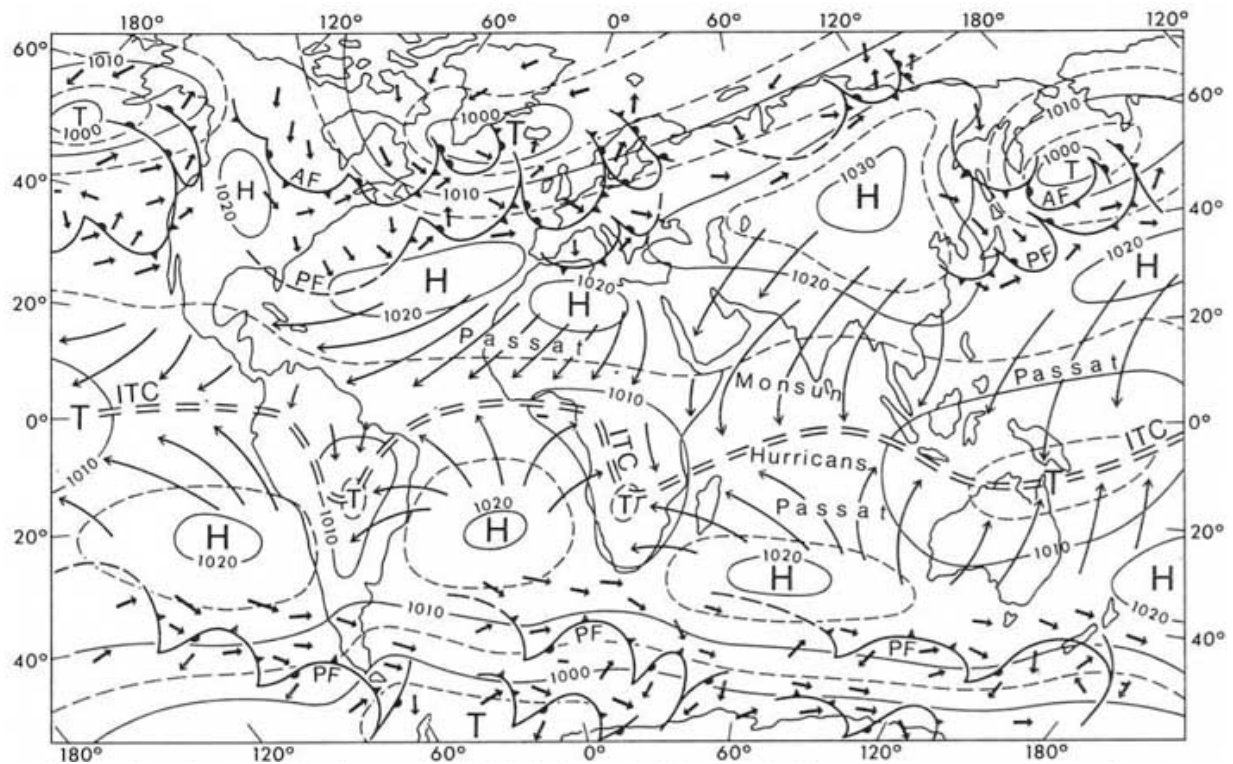 180° 120° 60° 0° 60° 120° 180° 120°
60° 1010 1010 60°
T 1000 1000 T 1000 T
1030
40° H 1020 AF 1010 H AF 40°
PF 1020
PF H 1020 H 1020 H
20° 1020 20°
Passat
Passat
Monsun
ITC 1010
T 0° 0°
ITC ITC
1010 Hurricans
T T T
1020 Passat
20° H 1020 1010 H 1020 H 1010 20°
H 1020
1010
PF PF
40° PF 1000 40°
T
180° 120° 60° 0° 60° 120° 180°